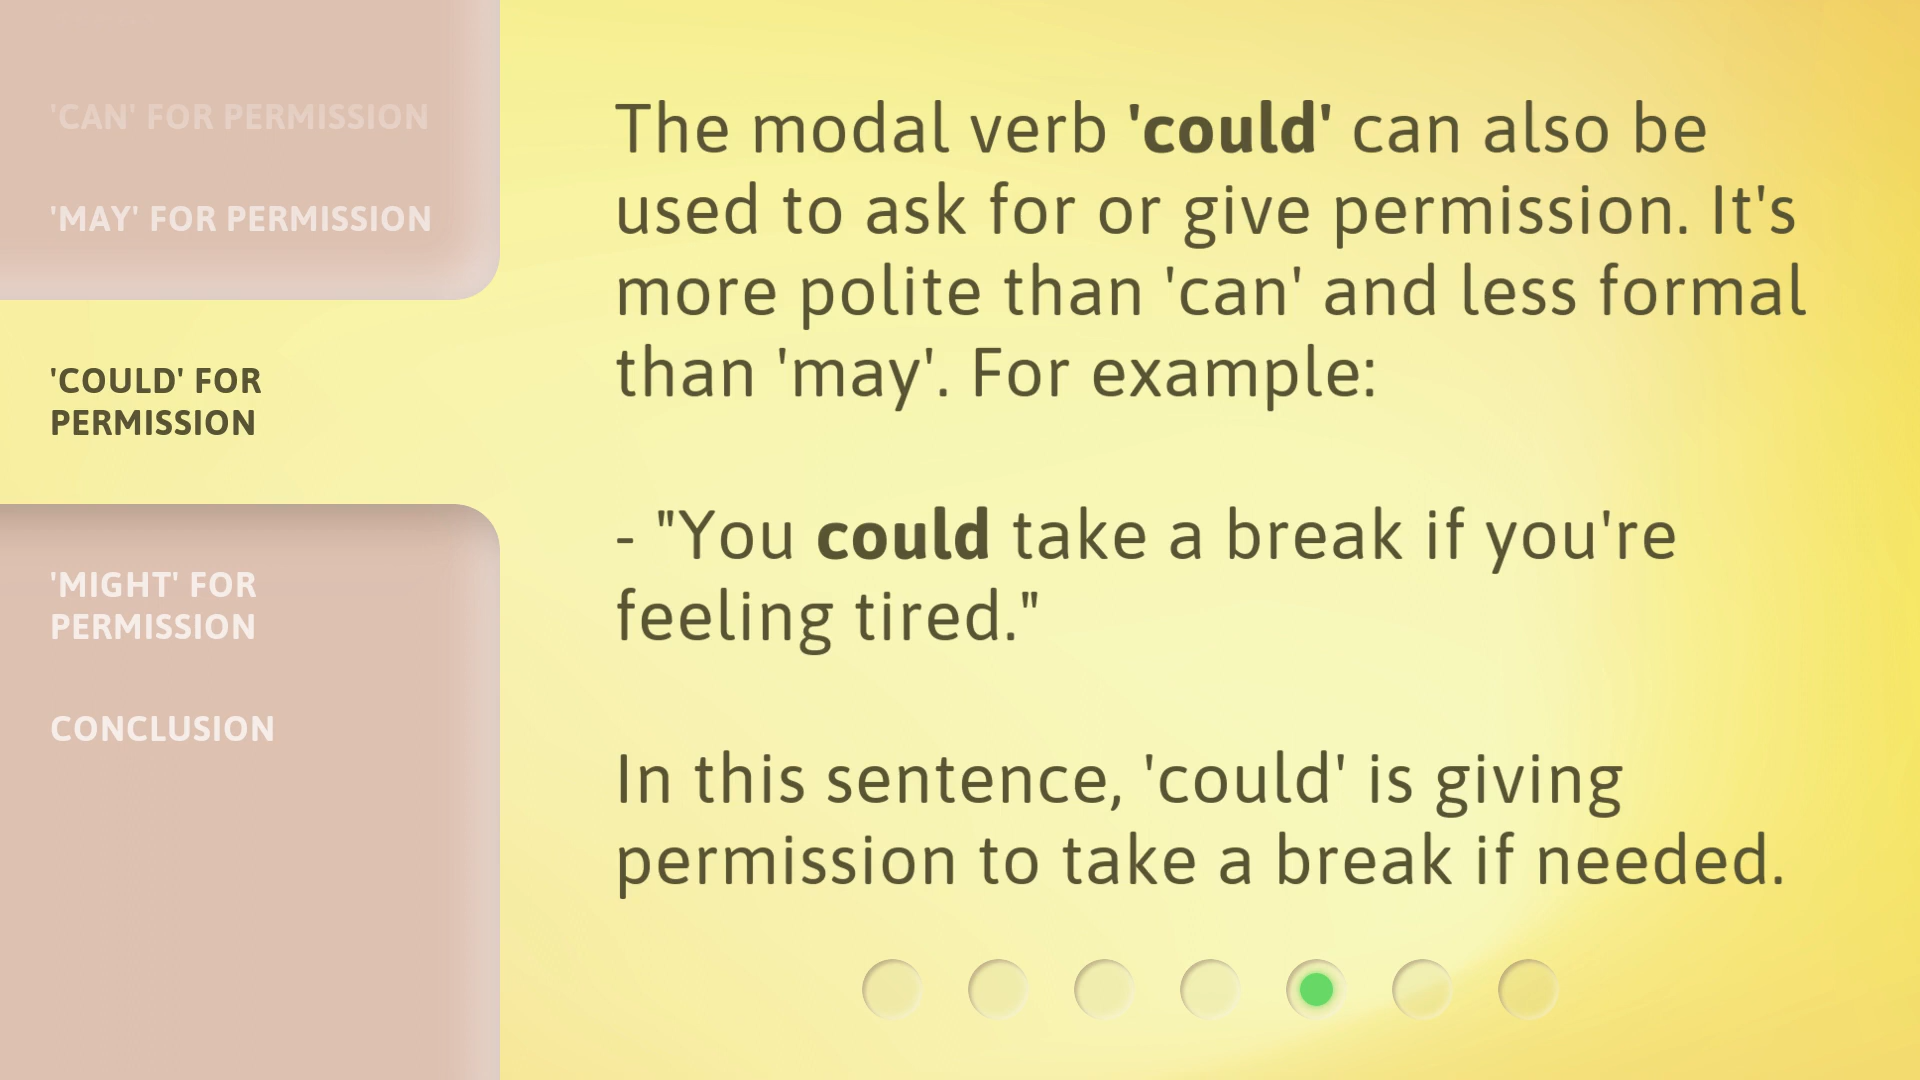 'CAN' FOR PERMISSION
'MAY' FOR PERMISSION
'COULD' FOR
PERMISSION
'MIGHT' FOR
PERMISSION
CONCLUSION
The modal verb 'could' can also be
used to ask for or give permission. It's
more polite than 'can' and less formal
than 'may'. For example:
- "You could take a break if you're
feeling tired."
In this sentence, 'could' is giving
permission to take a break if needed.